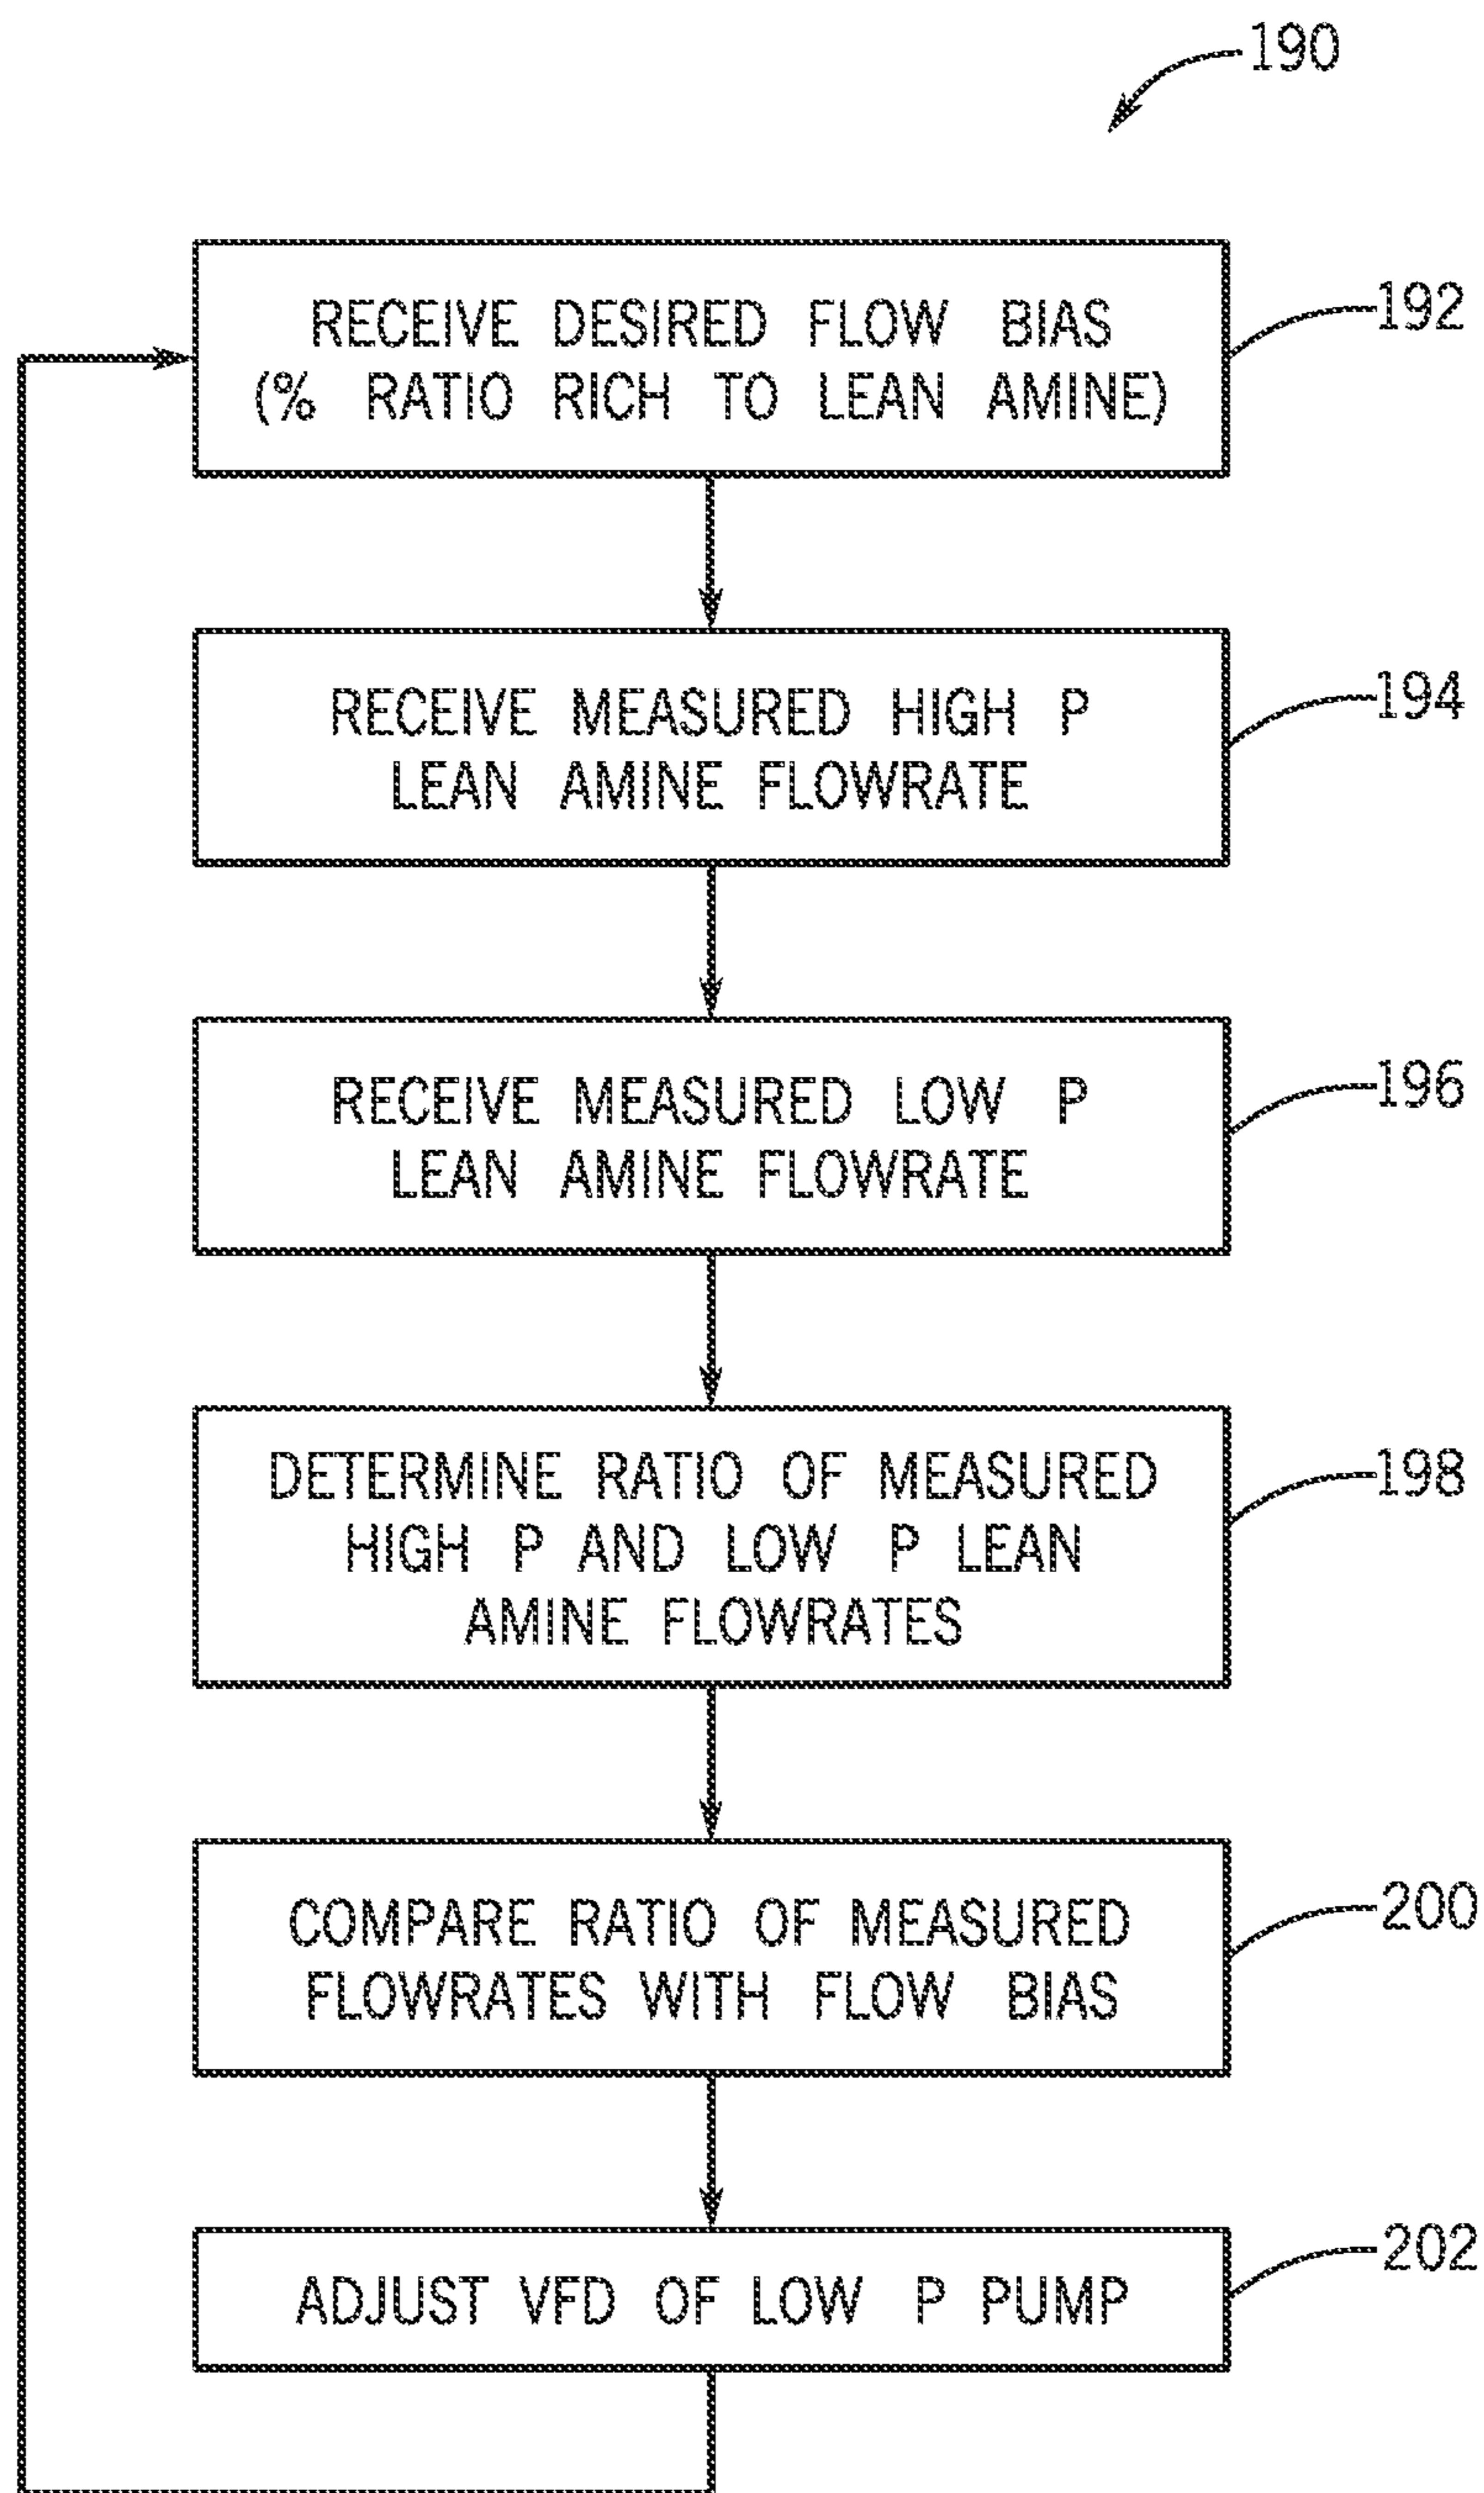 190
RECEIVE DESIRED FLOW BIAS
(% RATIO RICH TO LEAN AMINE)
192
RECEIVE MEASURED HIGH P
LEAN AMINE FLOWRATE
194
RECEIVE MEASURED LOW P
LEAN AMINE FLOWRATE
196
DETERMINE RATIO OF MEASURED
HIGH P AND LOW P LEAN
AMINE FLOWRATES
198
COMPARE RATIO OF MEASURED
FLOWRATES WITH FLOW BIAS
200
ADJUST VFD OF LOW P PUMP
202